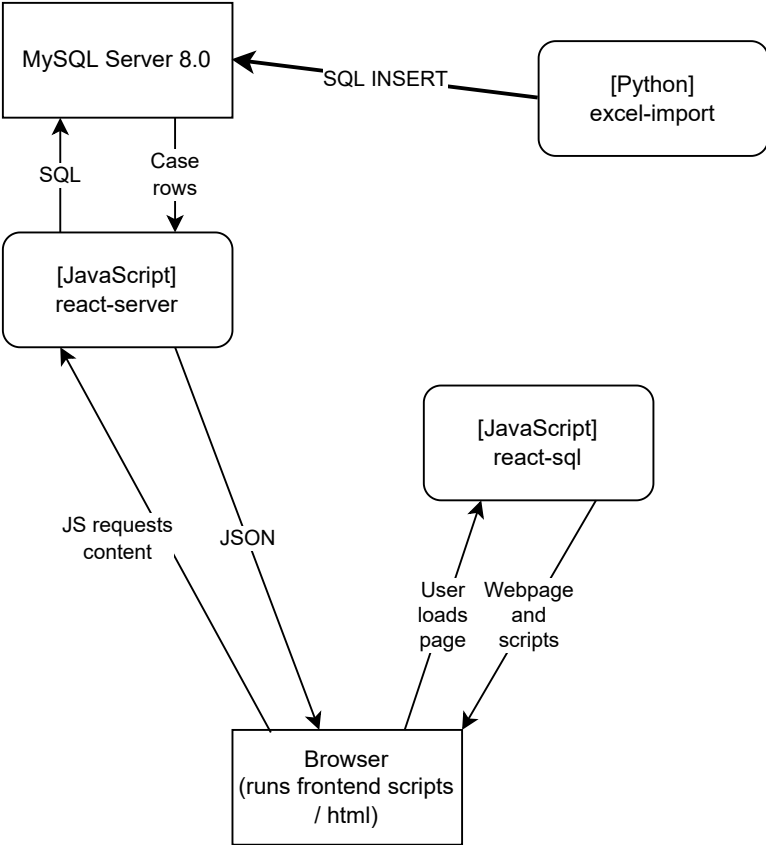 MySQL Server 8.0
SQL INSERT
[Python]
excel-import
SQL
Case
rows
[JavaScript]
react-server
[JavaScript]
react-sql
JS requests
content
JSON
User
loads
page
Webpage
and
scripts
Browser
(runs frontend scripts
/ html)